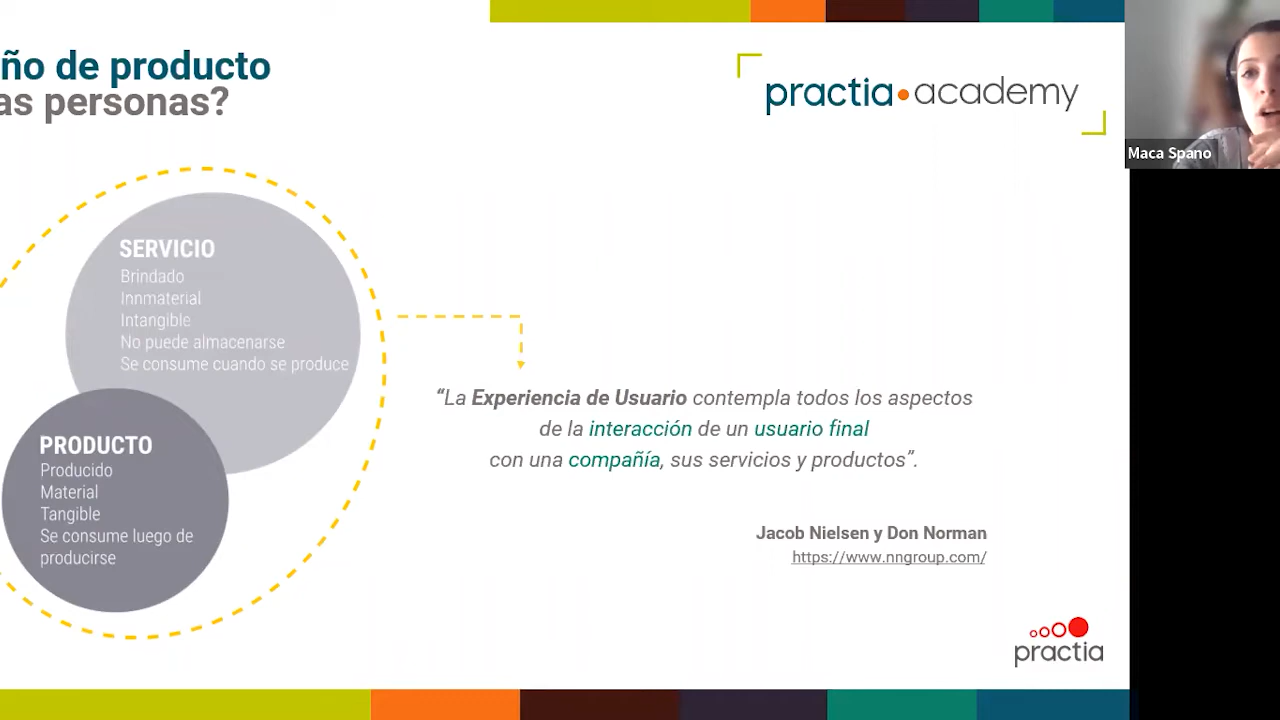 ño de producto
as personas?
practia academy
Maca Spano
SERVICIO
Brindado
Innmaterial
Intangible
No puede almacenarse
Se consume cuando se produce
PRODUCTO
Producido
Material
Tangible
Se consume luego de
producirse
“La Experiencia de Usuario contempla todos los aspectos
de la interacción de un usuario final
con una compañía, sus servicios y productos”.
Jacob Nielsen y Don Norman
https://www.nngroup.com/
practia